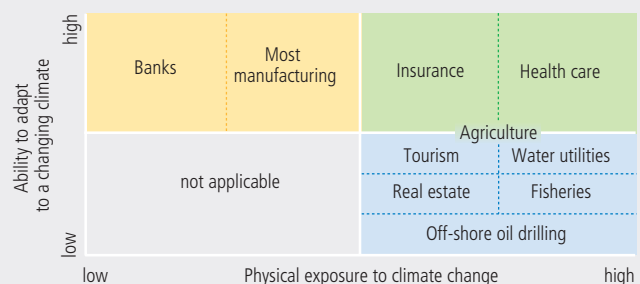 high
Ability to adapt
to a changing climate
low
Banks
Most
manufacturing
Insurance
Health care
Agriculture
Tourism
Water utilities
not applicable
Real estate
Fisheries
Off-shore oil drilling
low
Physical exposure to climate change
high